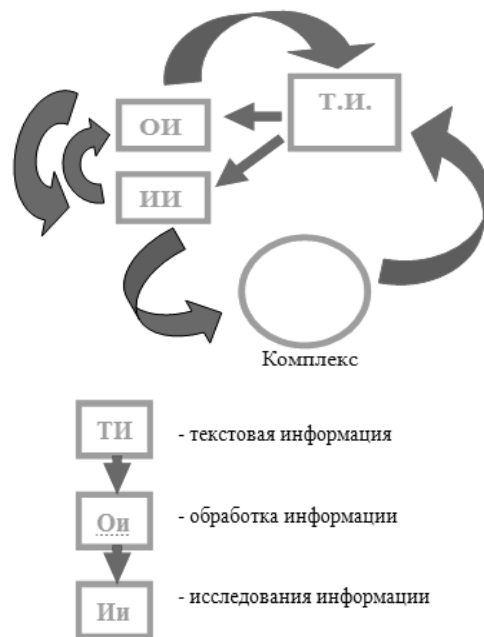 Т.И.
ОИ
ИИ
Комплекс
ТИ - текстовая информация
Ои - обработка информации
Ии - исследования информации